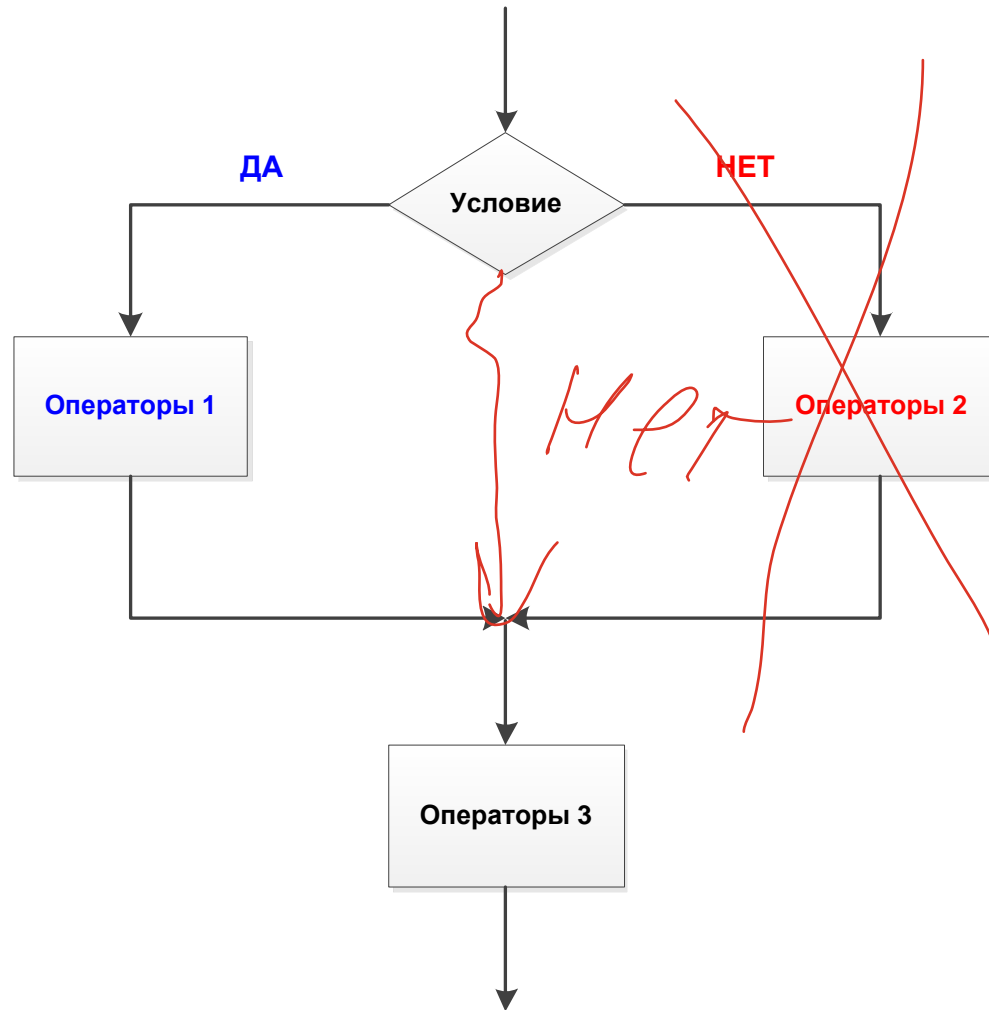 ДА
НЕТ
Условие
Нет
Операторы 1
Операторы 2
Операторы 3